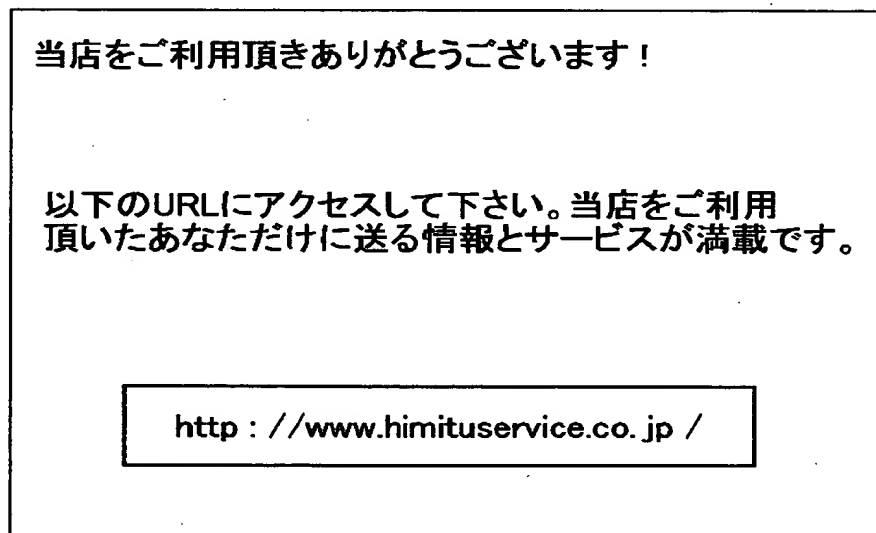 当店をご利用頂きありがとうございます！
以下のURLにアクセスして下さい。当店をご利用
頂いたあなただけに送る情報とサービスが満載です。
http : //www.himituservice.co. jp /